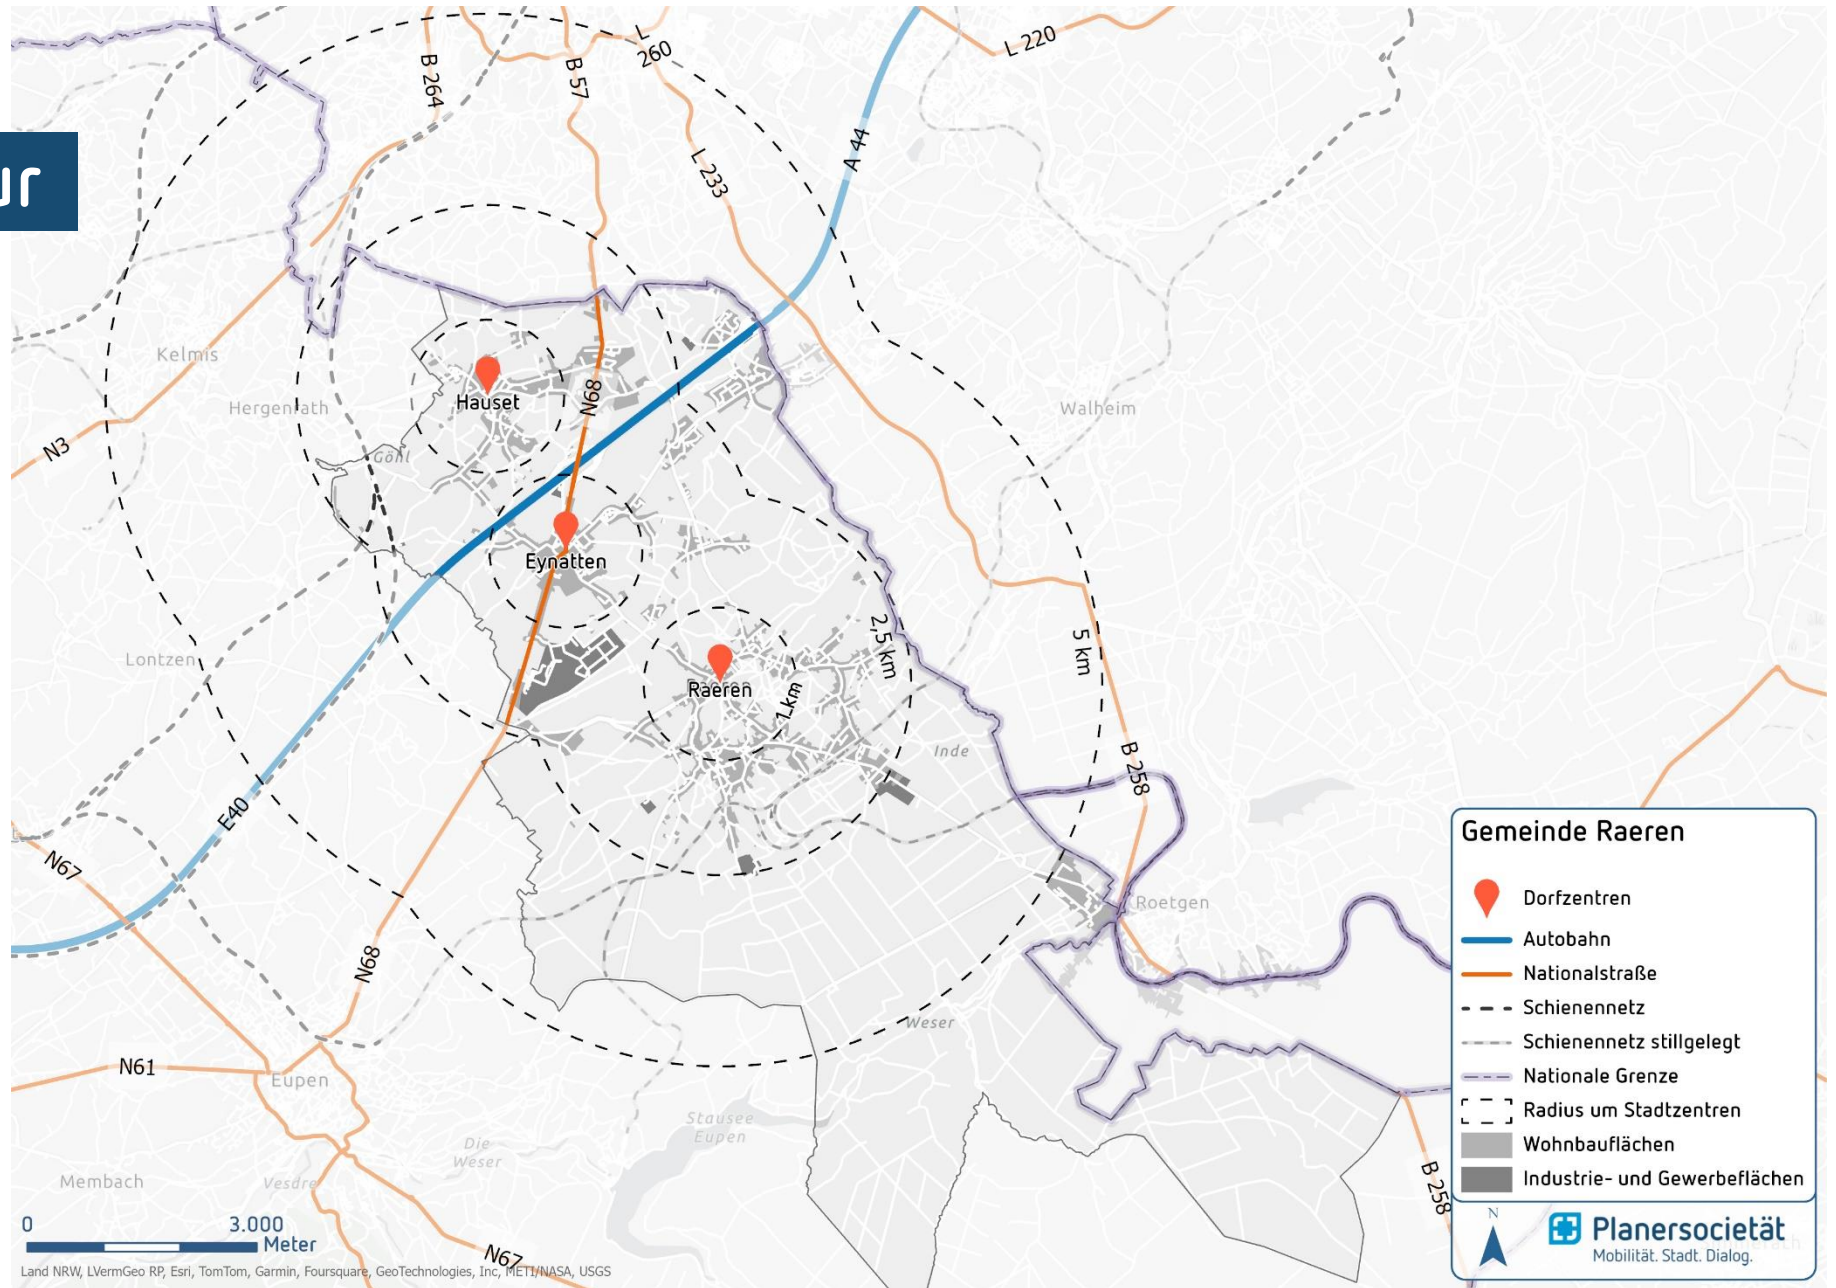 ur
L 260
L 220
B 264
B 57
L 233
A 44
Kelmis
Hergenrath
Hauset
N68
Walheim
N3
Göhl
Eynatten
2,5 km
5 km
Lontzen
Raeren
1 km
Inde
B 258
E40
N67
Roetgen
N68
Weser
N61
Eupen
Stausee
Eupen
Die
Weser
Membach
Vesdre
B 258
N67
0 3.000
Meter
Land NRW, LVermGeo RP, Esri, TomTom, Garmin, Foursquare, GeoTechnologies, Inc, METI/NASA, USGS
Gemeinde Raeren
Dorfzentren
Autobahn
Nationalstraße
Schienennetz
Schienennetz stillgelegt
Nationale Grenze
Radius um Stadtzentren
Wohnbauflächen
Industrie- und Gewerbeflächen
N
Planersocietät
Mobilität. Stadt. Dialog.